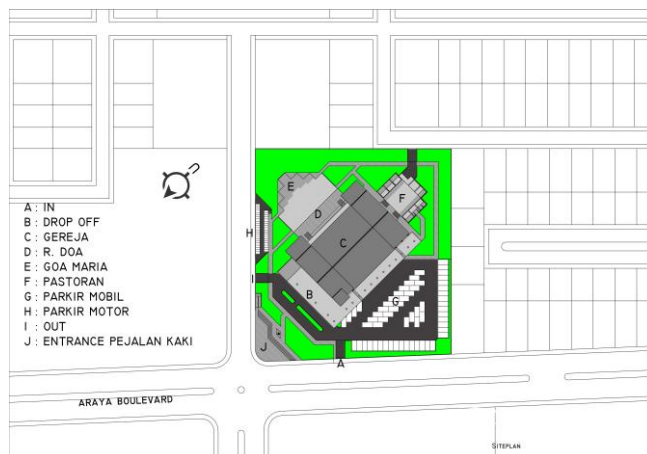 A : IN
B : DROP OFF
C : GEREJA
D : R. DOA
E : GOA MARIA
F : PASTORAN
G : PARKIR MOBIL
H : PARKIR MOTOR
I : OUT
J : ENTRANCE PEJALAN KAKI
E
F
D
H
C
I
B
G
J
A
ARAYA BOULEVARD
SITEPLAN